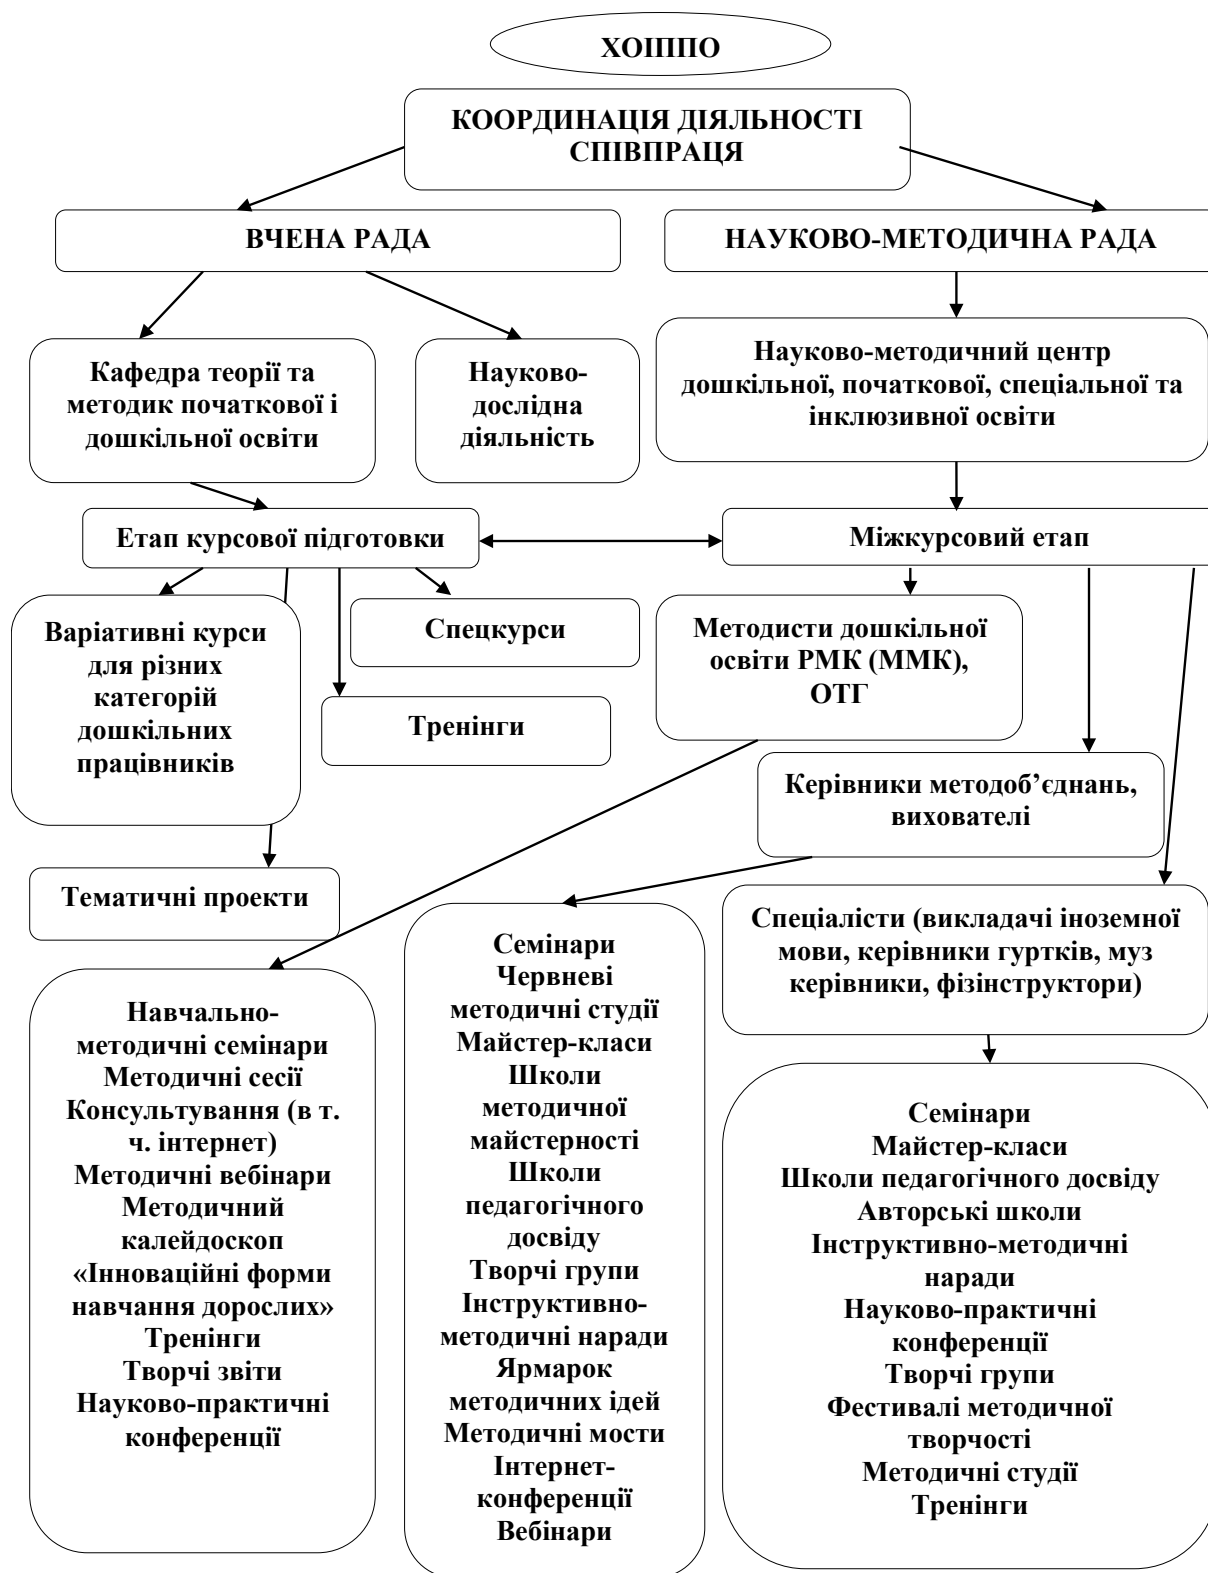 ХОІППО
КООРДИНАЦІЯ ДІЯЛЬНОСТІ
СПІВПРАЦЯ
ВЧЕНА РАДА
НАУКОВО-МЕТОДИЧНА РАДА
Кафедра теорії та
методик початкової і
дошкільної освіти
Науково-
дослідна
діяльність
Науково-методичний центр
дошкільної, початкової, спеціальної та
інклюзивної освіти
Етап курсової підготовки
Міжкурсовий етап
Варіативні курси
для різних
категорій
дошкільних
працівників
Спецкурси
Тренінги
Методисти дошкільної
освіти РМК (ММК),
ОТГ
Керівники методоб’єднань,
вихователі
Тематичні проекти
Спеціалісти (викладачі іноземної
мови, керівники гуртків, муз
керівники, фізінструктори)
Навчально-
методичні семінари
Методичні сесії
Консультування (в т.
ч. інтернет)
Методичні вебінари
Методичний
калейдоскоп
«Інноваційні форми
навчання дорослих»
Тренінги
Творчі звіти
Науково-практичні
конференції
Семінари
Червневі
методичні студії
Майстер-класи
Школи
методичної
майстерності
Школи
педагогічного
досвіду
Творчі групи
Інструктивно-
методичні наради
Ярмарок
методичних ідей
Методичні мости
Інтернет-
конференції
Вебінари
Семінари
Майстер-класи
Школи педагогічного досвіду
Авторські школи
Інструктивно-методичні
наради
Науково-практичні
конференції
Творчі групи
Фестивалі методичної
творчості
Методичні студії
Тренінги